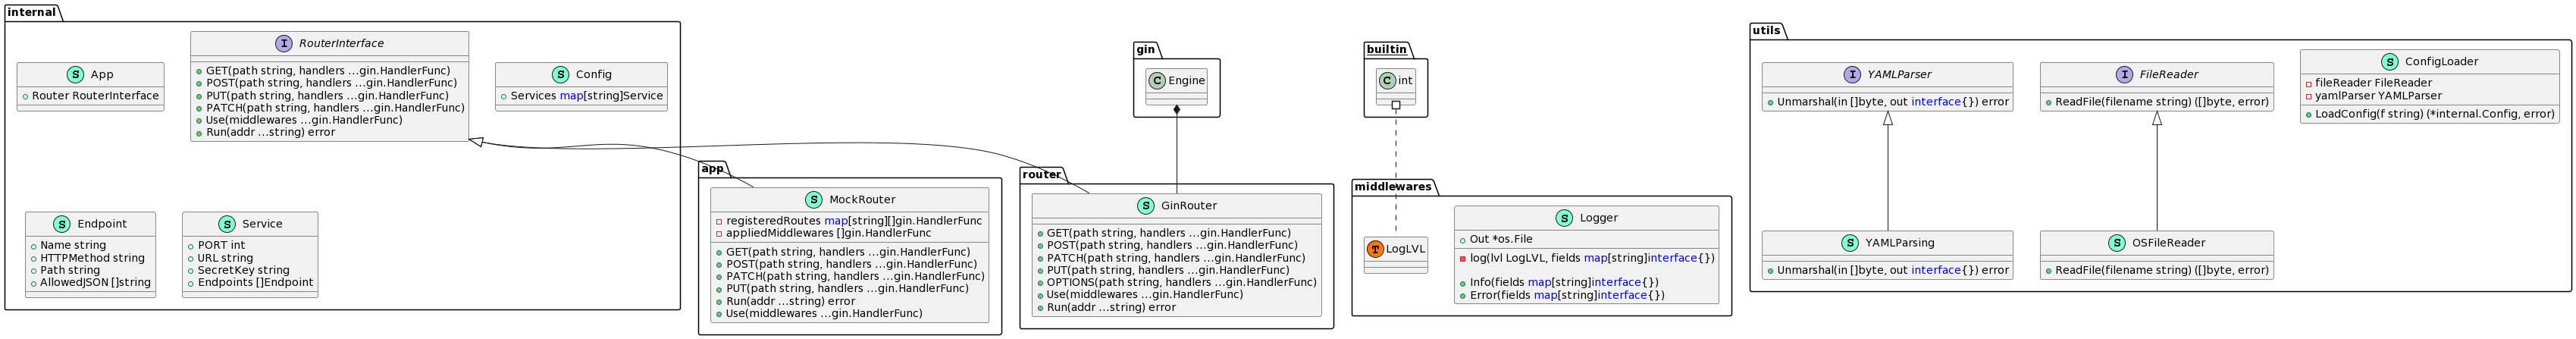 internal
S App
+ Router RouterInterface
I RouterInterface
GET(path string, handlers ...gin.HandlerFunc)
POST(path string, handlers ...gin.HandlerFunc)
PUT(path string, handlers ...gin.HandlerFunc)
PATCH(path string, handlers ...gin.HandlerFunc)
Use(middlewares ...gin.HandlerFunc)
Run(addr ...string) error
S Config
Services map[string]Service
S Endpoint
Name string
HTTPMethod string
Path string
AllowedJSON []string
S Service
PORT int
URL string
SecretKey string
Endpoints []Endpoint
app
S MockRouter
registeredRoutes map[string][]gin.HandlerFunc
appliedMiddlewares []gin.HandlerFunc
GET(path string, handlers ...gin.HandlerFunc)
POST(path string, handlers ...gin.HandlerFunc)
PATCH(path string, handlers ...gin.HandlerFunc)
PUT(path string, handlers ...gin.HandlerFunc)
Run(addr ...string) error
Use(middlewares ...gin.HandlerFunc)
gin
C Engine
router
S GinRouter
GET(path string, handlers ...gin.HandlerFunc)
POST(path string, handlers ...gin.HandlerFunc)
PATCH(path string, handlers ...gin.HandlerFunc)
PUT(path string, handlers ...gin.HandlerFunc)
OPTIONS(path string, handlers ...gin.HandlerFunc)
Use(middlewares ...gin.HandlerFunc)
Run(addr ...string) error
builtin
C int
middlewares
T LogLVL
S Logger
Out *os.File
log(lvl LogLVL, fields map[string]interface{})
Info(fields map[string]interface{})
Error(fields map[string]interface{})
utils
I YAMLParser
Unmarshal(in []byte, out interface{}) error
I FileReader
ReadFile(filename string) ([]byte, error)
S ConfigLoader
fileReader FileReader
yamlParser YAMLParser
LoadConfig(f string) (*internal.Config, error)
S YAMLParsing
Unmarshal(in []byte, out interface{}) error
S OSFileReader
ReadFile(filename string) ([]byte, error)